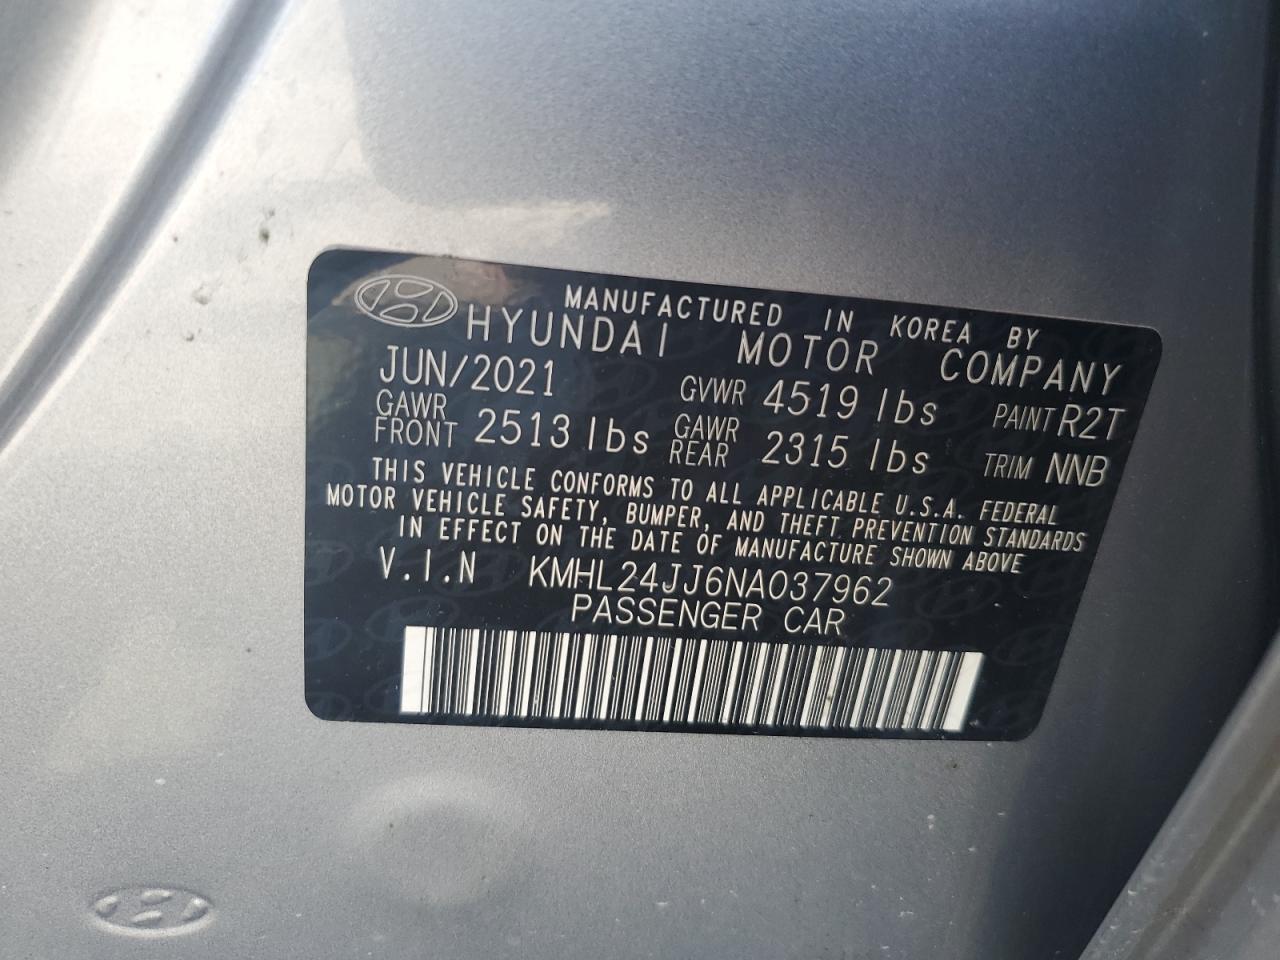 MANUFACTURED IN KOREA BY
HYUNDAI MOTOR COMPANY
JUN/2021 GVWR 4519 lbs PAINT R2T
GAWR FRONT 2513 lbs GAWR REAR 2315 lbs TRIM NNB
THIS VEHICLE CONFORMS TO ALL APPLICABLE U.S.A. FEDERAL
MOTOR VEHICLE SAFETY, BUMPER, AND THEFT PREVENTION STANDARDS
IN EFFECT ON THE DATE OF MANUFACTURE SHOWN ABOVE
V.I.N KMHL24JJ6NA037962
PASSENGER CAR